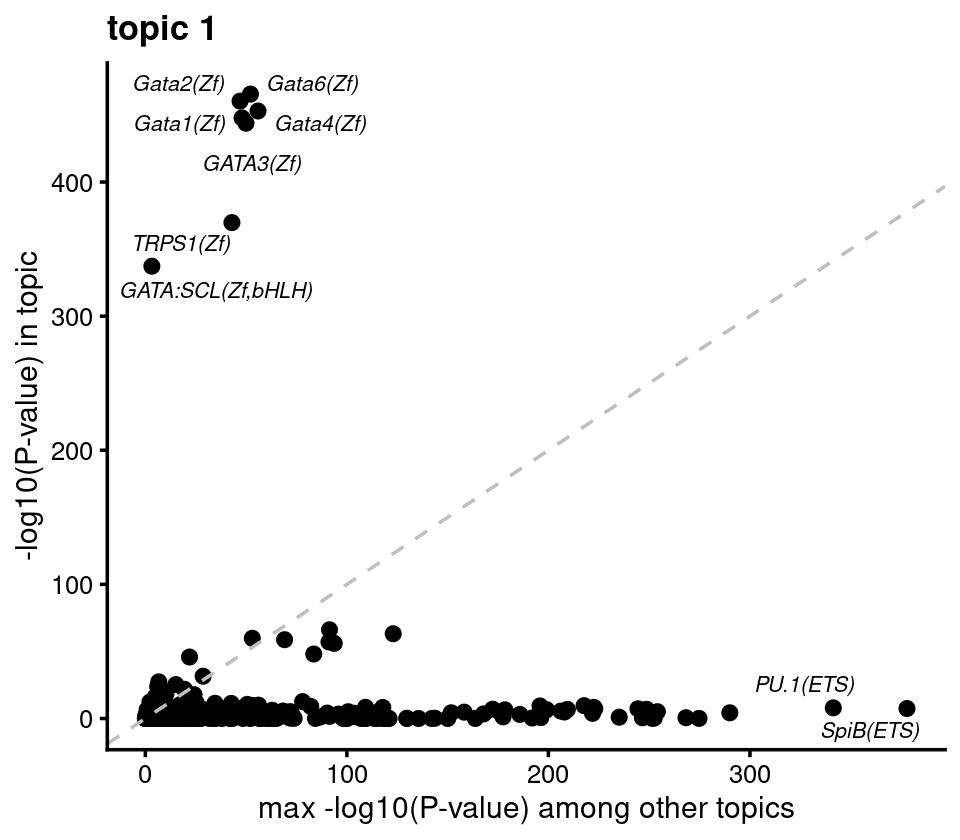 topic 1
Gata2(Zf)
Gata6(Zf)
Gata1(Zf)
Gata4(Zf)
GATA3(Zf)
TRPS1(Zf)
GATA:SCL(Zf,bHLH)
PU.1(ETS)
SpiB(ETS)
-log10(P-value) in topic
400
300
200
100
0
0
100
200
300
max -log10(P-value) among other topics